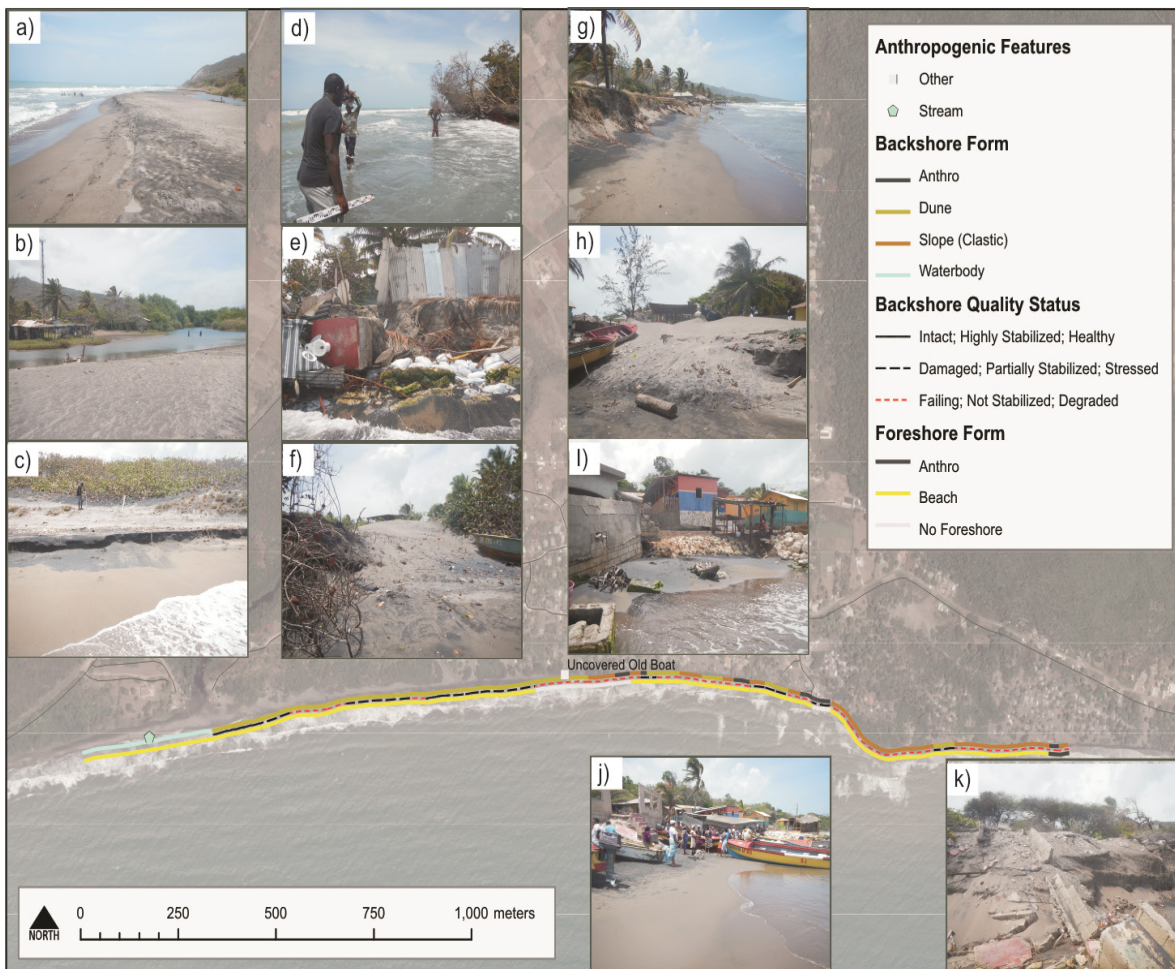 a)
b)
c)
d)
e)
f)
g)
h)
I)
Anthropogenic Features
Other
Stream
Backshore Form
Anthro
Dune
Slope (Clastic)
Waterbody
Backshore Quality Status
Intact; Highly Stabilized; Healthy
Damaged; Partially Stabilized; Stressed
Failing; Not Stabilized; Degraded
Foreshore Form
Anthro
Beach
No Foreshore
Uncovered Old Boat
j)
k)
NORTH
0 250 500 750 1,000 meters